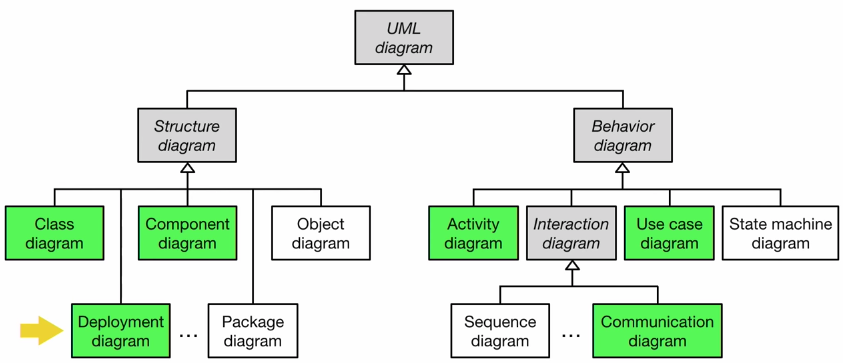 UML
diagram
Structure
diagram
Behavior
diagram
Class
diagram
Component
diagram
Object
diagram
Activity
diagram
Interaction
diagram
Use case
diagram
State machine
diagram
Deployment
diagram
...
Package
diagram
Sequence
diagram
...
Communication
diagram